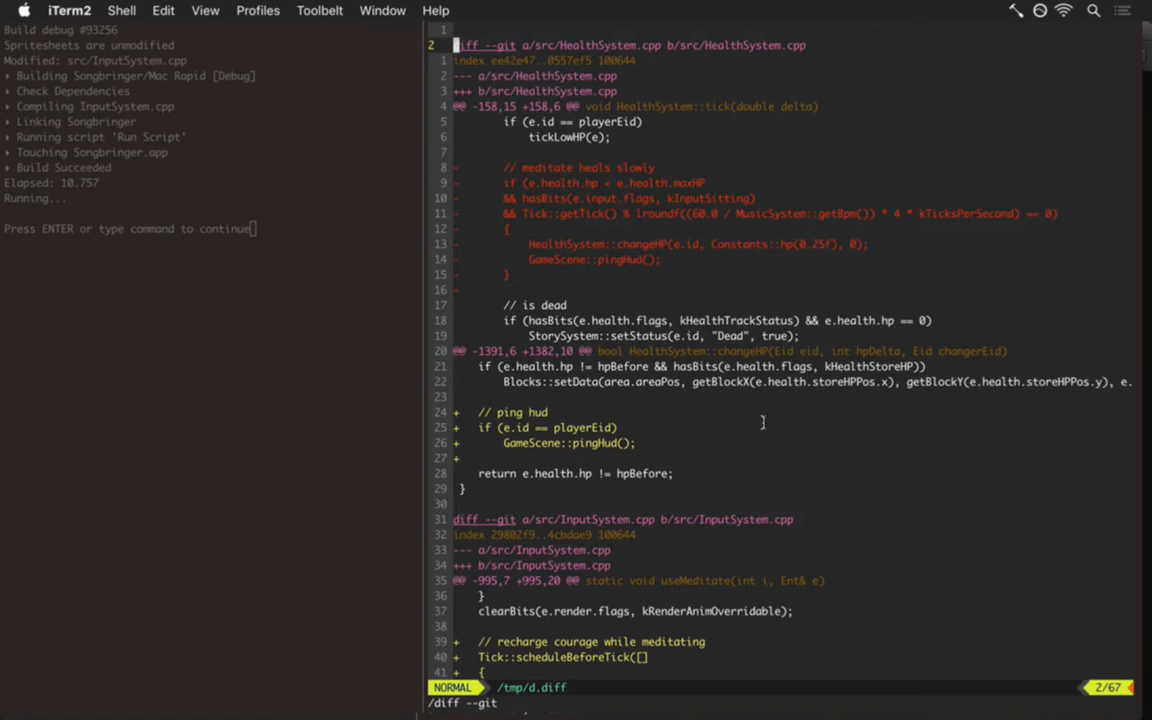 iTerm2 Shell Edit View Profiles Toolbelt Window Help
Build debug #93256
Spritesheets are unmodified
Modified: src/InputSystem.cpp
▸ Building Songbringer/Mac Rapid [Debug]
▸ Check Dependencies
▸ Compiling InputSystem.cpp
▸ Linking Songbringer
▸ Running script 'Run Script'
▸ Touching Songbringer.app
▸ Build Succeeded
Elapsed: 10.757
Running...
Press ENTER or type command to continue
1
2 diff --git a/src/HealthSystem.cpp b/src/HealthSystem.cpp
1 index ee42e47..0557ef5 100644
2 --- a/src/HealthSystem.cpp
3 +++ b/src/HealthSystem.cpp
4 @@ -158,15 +158,6 @@ void HealthSystem::tick(double delta)
5 if (e.id == playerEid)
6 tickLowHP(e);
7
8 - // meditate heals slowly
9 - if (e.health.hp < e.health.maxHP
10 - && hasBits(e.input.flags, kInputSitting)
11 - && Tick::getTick() % lroundf((60.0 / MusicSystem::getBpm()) * 4 * kTicksPerSecond) == 0)
12 - {
13 - HealthSystem::changeHP(e.id, Constants::hp(0.25f), 0);
14 - GameScene::pingHud();
15 - }
16 -
17 // is dead
18 if (hasBits(e.health.flags, kHealthTrackStatus) && e.health.hp == 0)
19 StorySystem::setStatus(e.id, "Dead", true);
20 @@ -1391,6 +1382,10 @@ bool HealthSystem::changeHP(Eid eid, int hpDelta, Eid changerEid)
21 if (e.health.hp != hpBefore && hasBits(e.health.flags, kHealthStoreHP))
22 Blocks::setData(area.areaPos, getBlockX(e.health.storeHPPos.x), getBlockY(e.health.storeHPPos.y), e.
23
24 + // ping hud
25 + if (e.id == playerEid)
26 + GameScene::pingHud();
27 +
28 return e.health.hp != hpBefore;
29 }
30
31 diff --git a/src/InputSystem.cpp b/src/InputSystem.cpp
32 index 29802f9..4cbdae9 100644
33 --- a/src/InputSystem.cpp
34 +++ b/src/InputSystem.cpp
35 @@ -995,7 +995,20 @@ static void useMeditate(int i, Ent& e)
36 }
37 clearBits(e.render.flags, kRenderAnimOverridable);
38
39 + // recharge courage while meditating
40 + Tick::scheduleBeforeTick([]
41 + {
NORMAL /tmp/d.diff 2/67
/diff --git